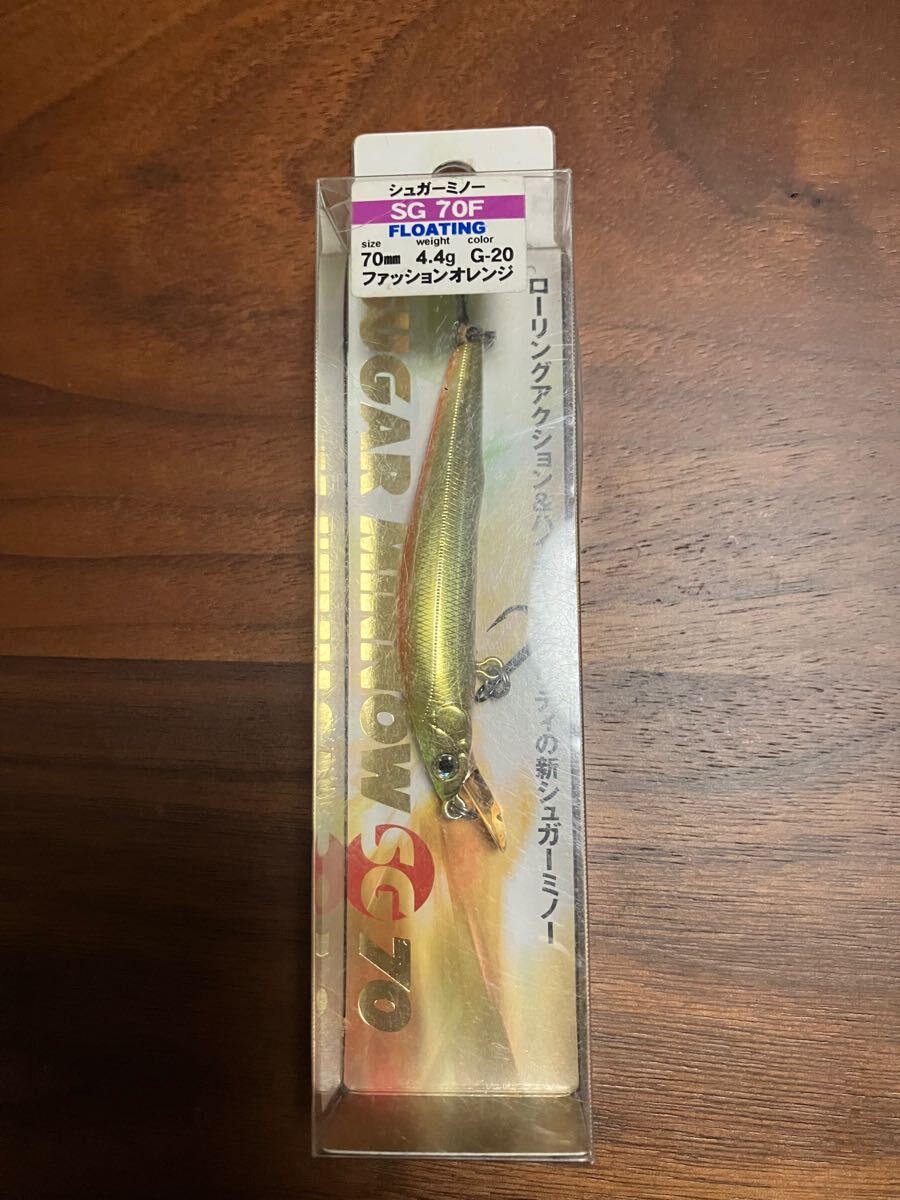 シュガーミノー
SG 70F
FLOATING
size weight color
70mm 4.4g G-20
ファッションオレンジ
ローリングアクション&ハ
ティの新シュガーミノー
UGAR MINNOW SG 70